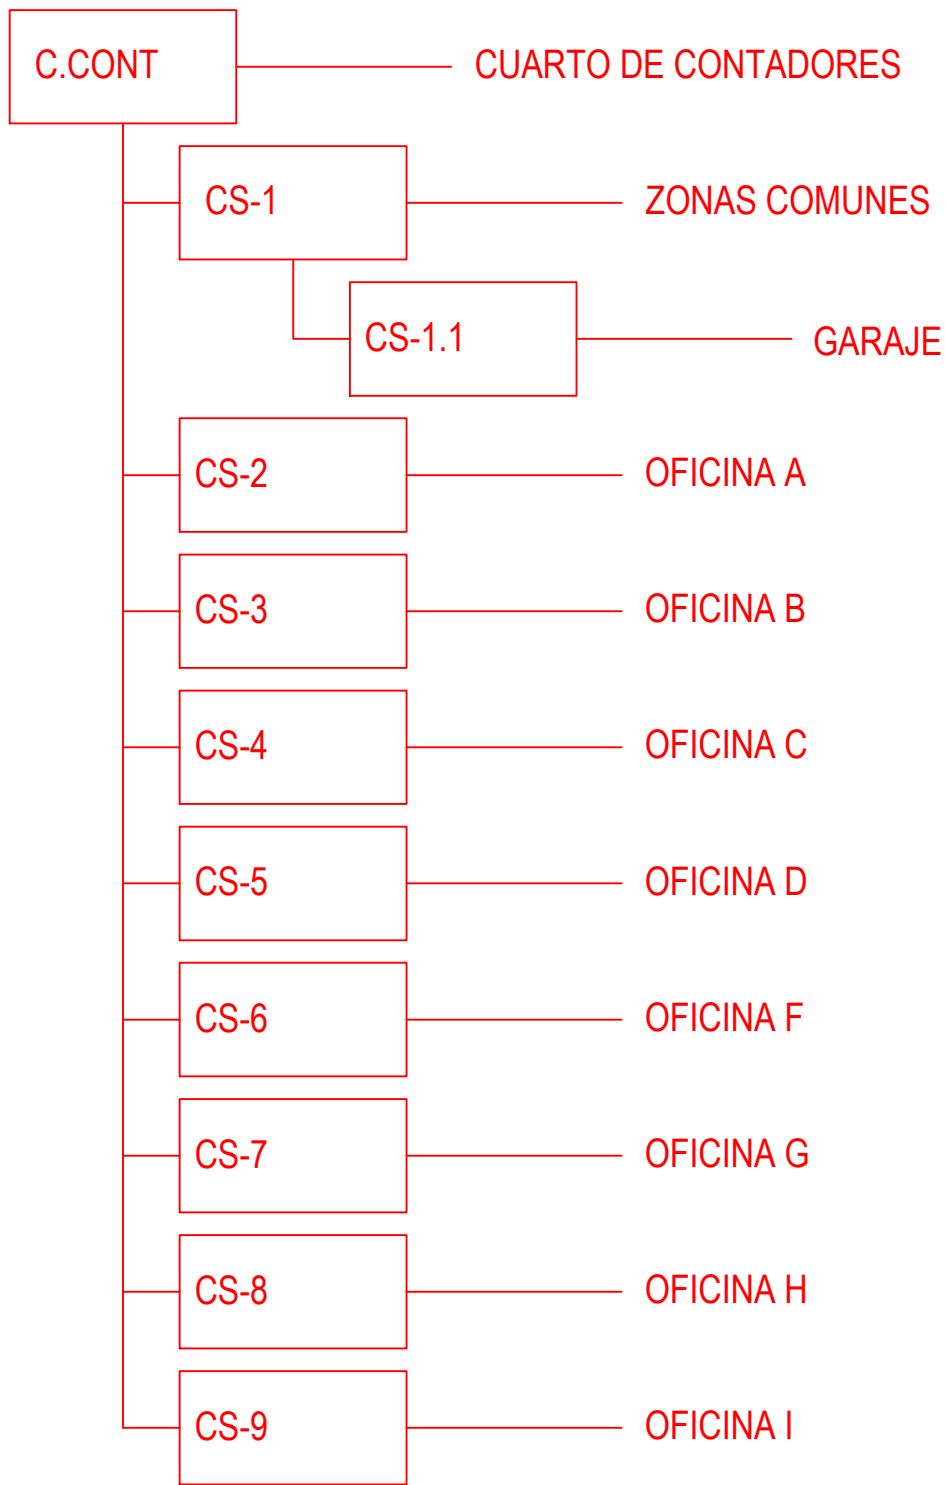 C.CONT CUARTO DE CONTADORES
CS-1 ZONAS COMUNES
CS-1.1 GARAJE
CS-2 OFICINA A
CS-3 OFICINA B
CS-4 OFICINA C
CS-5 OFICINA D
CS-6 OFICINA F
CS-7 OFICINA G
CS-8 OFICINA H
CS-9 OFICINA I